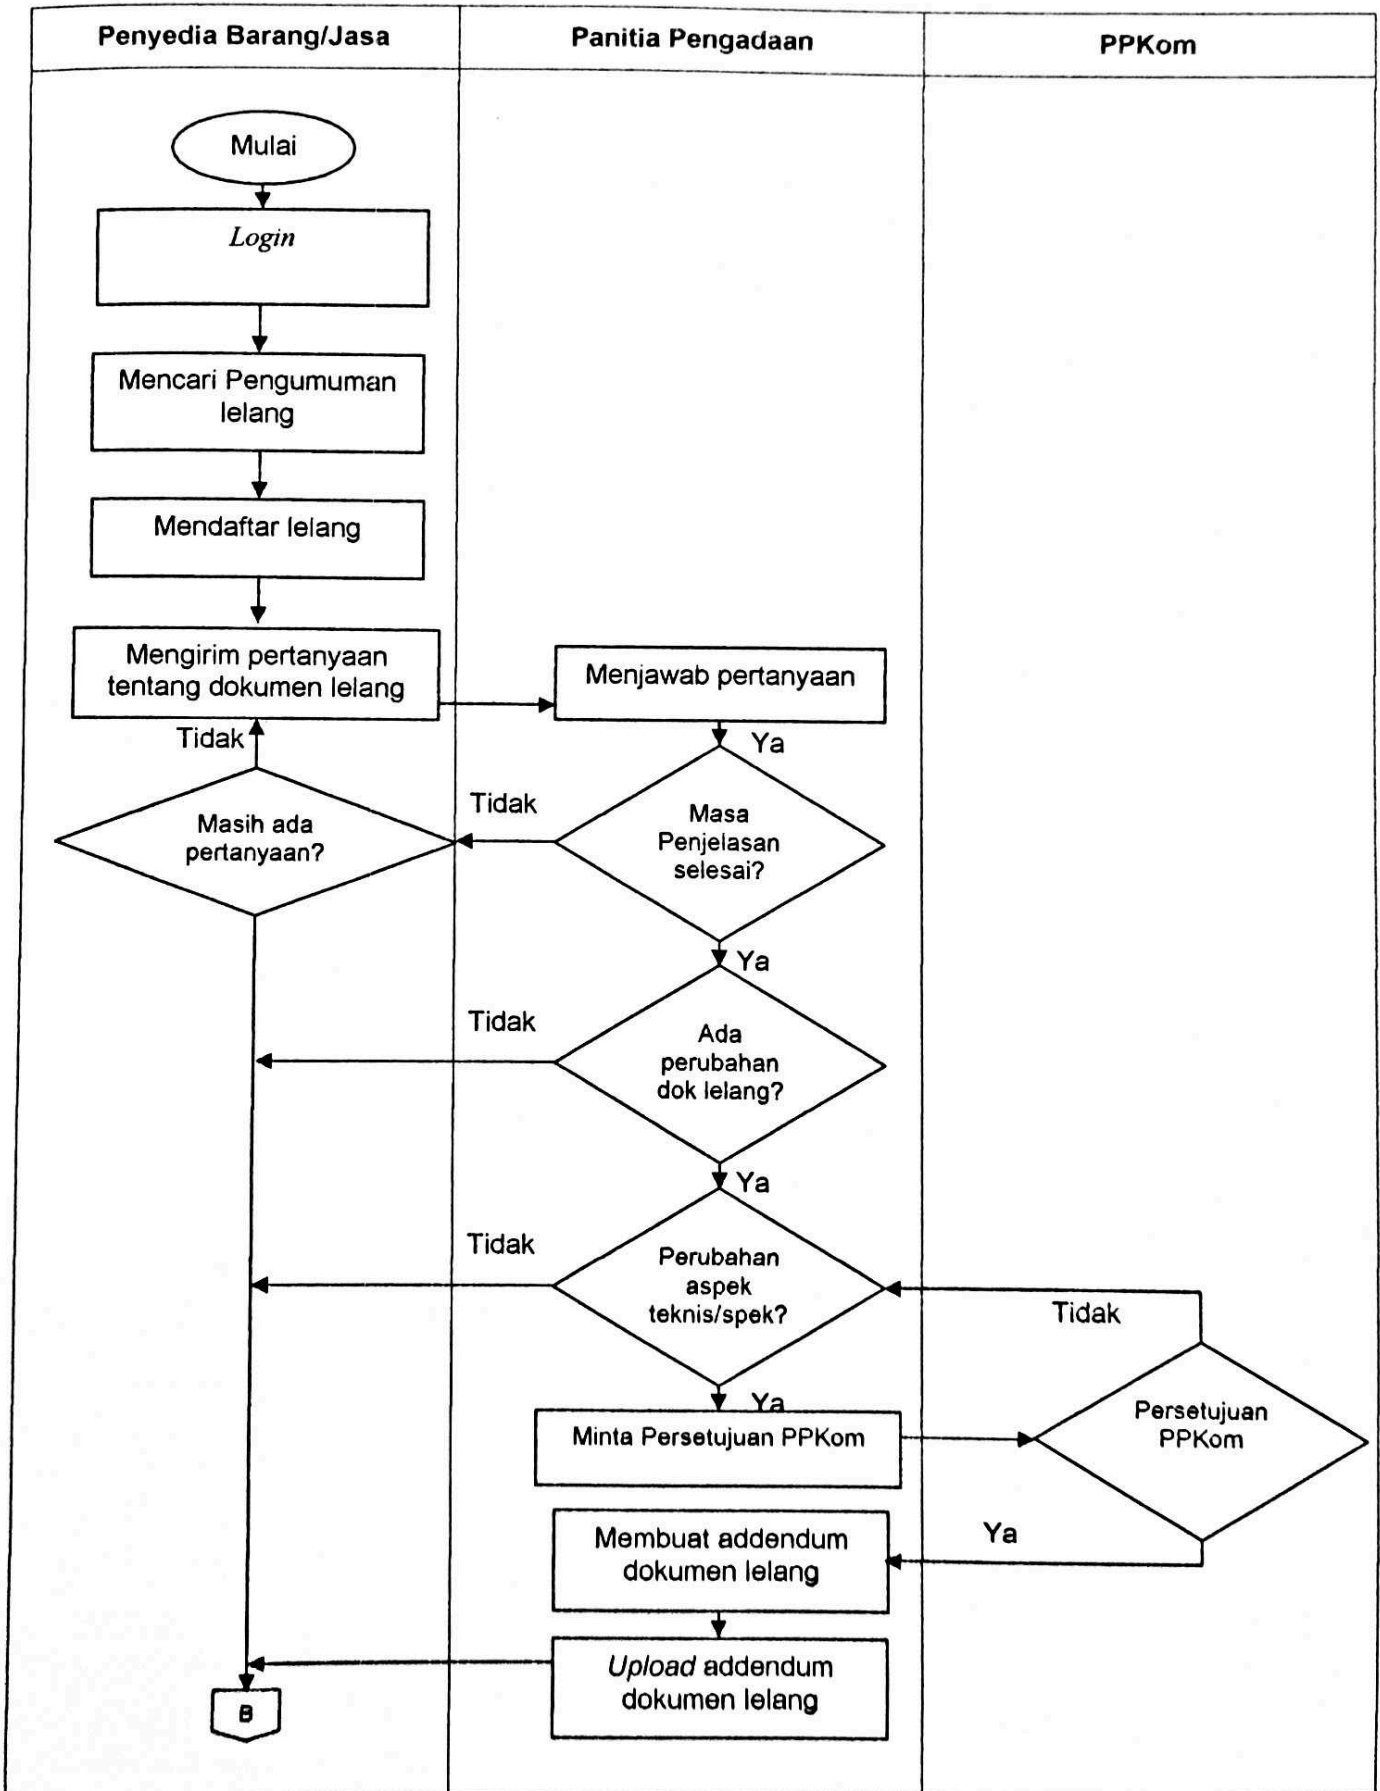 Penyedia Barang/Jasa
Panitia Pengadaan
PPKom
Mulai
Login
Mencari Pengumuman
lelang
Mendaftar lelang
Mengirim pertanyaan
tentang dokumen lelang
Menjawab pertanyaan
Tidak
Ya
Masih ada
pertanyaan?
Tidak
Masa
Penjelasan
selesai?
Ya
Tidak
Ada
perubahan
dok lelang?
Ya
Tidak
Perubahan
aspek
teknis/spek?
Tidak
Ya
Minta Persetujuan PPKom
Persetujuan
PPKom
Membuat addendum
dokumen lelang
Ya
Upload addendum
dokumen lelang
B